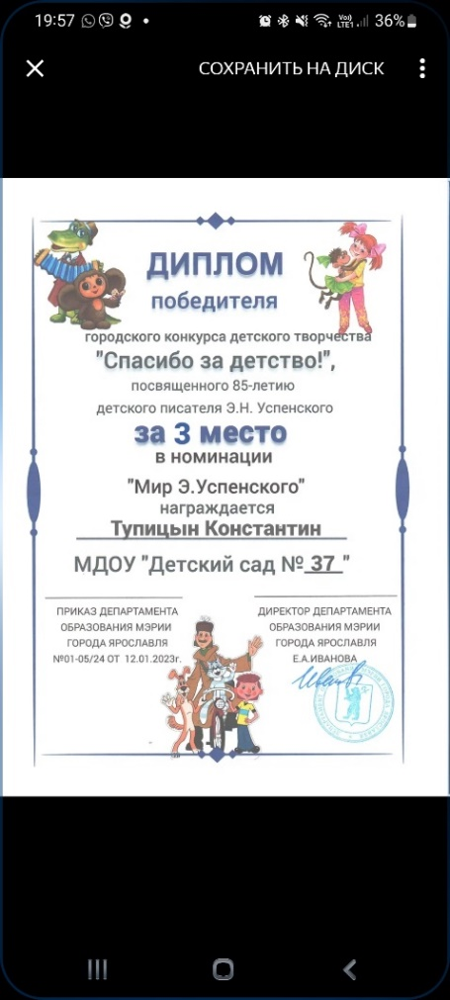 19:57
Vo)) LTE1 36%
СОХРАНИТЬ НА ДИСК
ДИПЛОМ
победителя
городского конкурса детского творчества
"Спасибо за детство!",
посвященного 85-летию
детского писателя Э.Н. Успенского
за 3 место
в номинации
"Мир Э.Успенского"
награждается
Тупицын Константин
МДОУ "Детский сад № 37 "
ПРИКАЗ ДЕПАРТАМЕНТА
ОБРАЗОВАНИЯ МЭРИИ
ГОРОДА ЯРОСЛАВЛЯ
№01-05/24 ОТ 12.01.2023г.
ДИРЕКТОР ДЕПАРТАМЕНТА
ОБРАЗОВАНИЯ МЭРИИ
ГОРОДА ЯРОСЛАВЛЯ
Е.А.ИВАНОВА